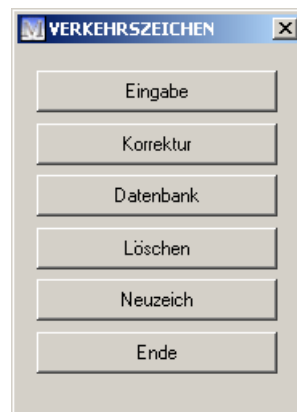 VERKEHRSZEICHEN
Eingabe
Korrektur
Datenbank
Löschen
Neuzeich
Ende